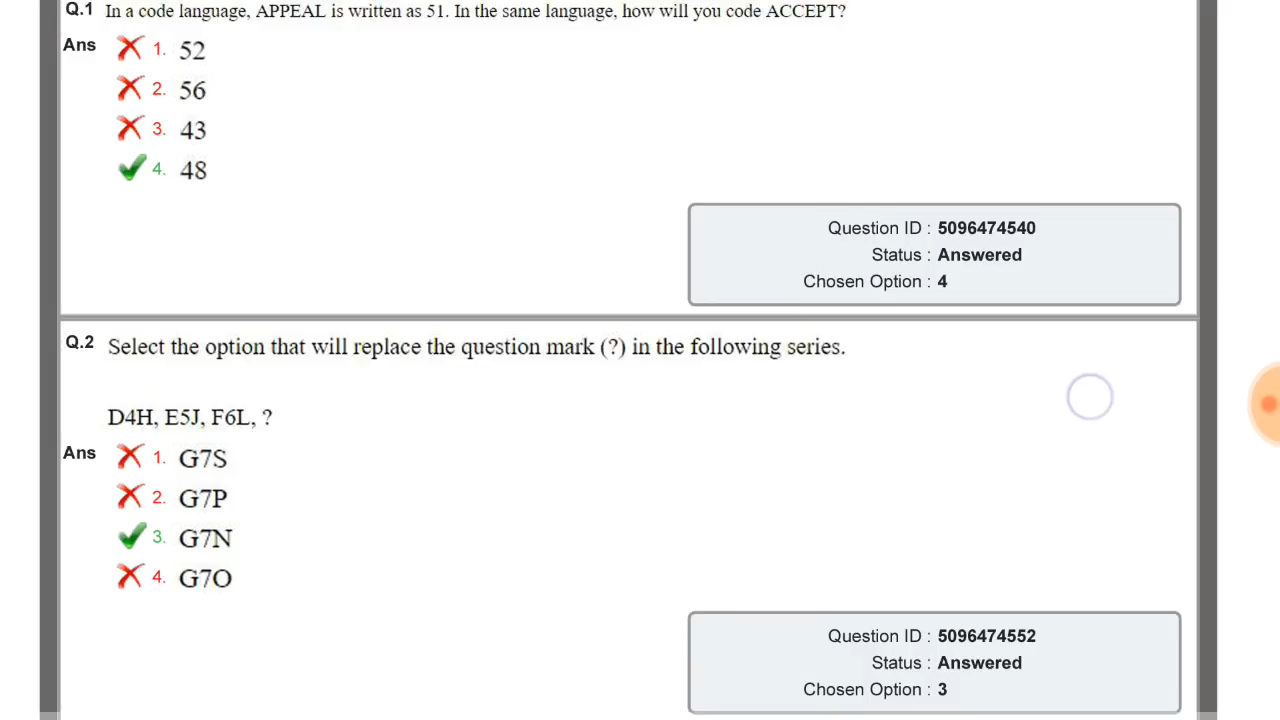 Q.1 In a code language, APPEAL is written as 51. In the same language, how will you code ACCEPT?
Ans 1. 52
2. 56
3. 43
4. 48
Question ID : 5096474540
Status : Answered
Chosen Option : 4
Q.2 Select the option that will replace the question mark (?) in the following series.
D4H, E5J, F6L, ?
Ans 1. G7S
2. G7P
3. G7N
4. G7O
Question ID : 5096474552
Status : Answered
Chosen Option : 3